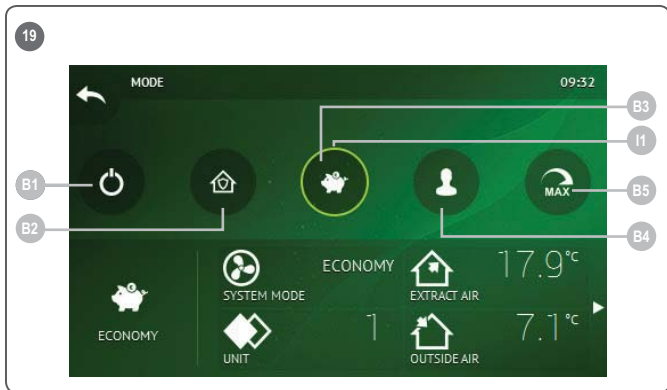 19
MODE 09:32
B3
I1
B1
B5
MAX
B2
B4
ECONOMY 17.9°C
SYSTEM MODE EXTRACT AIR
ECONOMY
1 7.1°C
UNIT OUTSIDE AIR